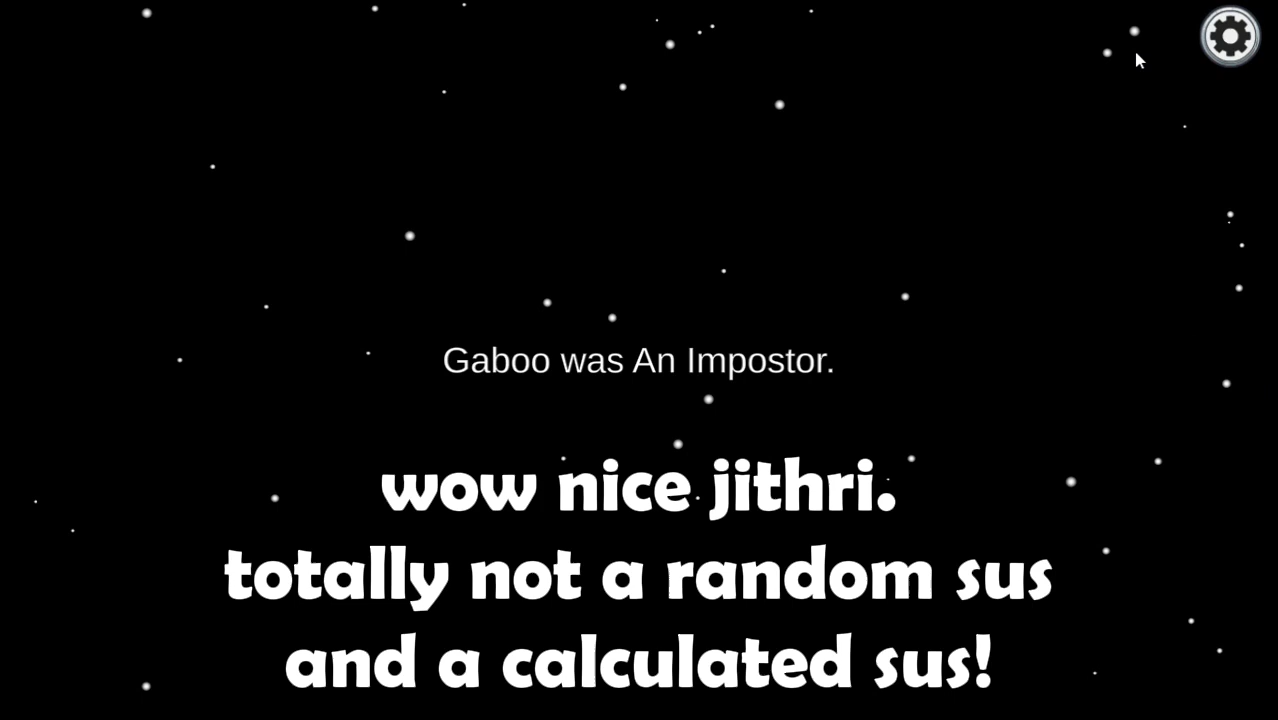 Gaboo was An Impostor.
wow nice jithri.
totally not a random sus
and a calculated sus!